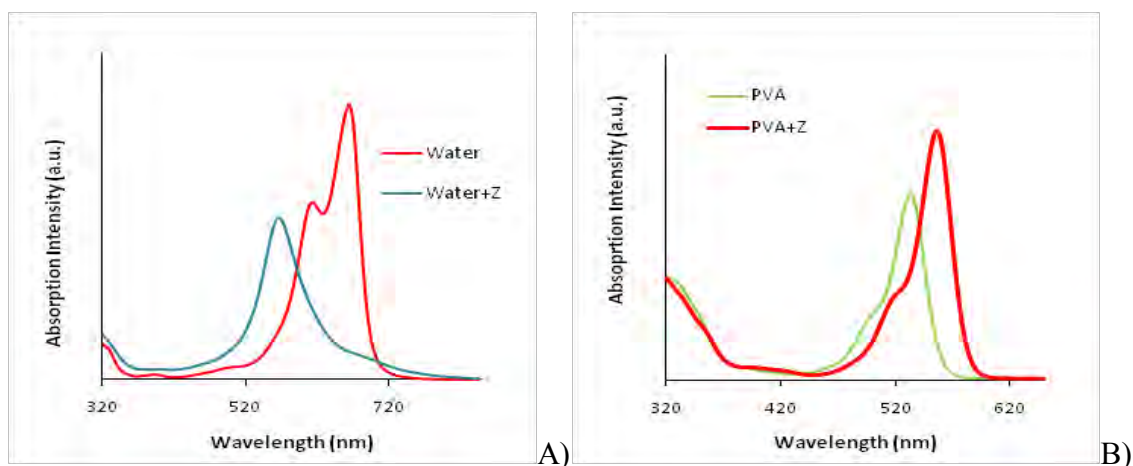 Absorption Intensity (a.u.)
Water
Water+Z
320 520 720
Wavelength (nm)
A)
Absoprtion Intensity (a.u.)
PVA
PVA+Z
320 420 520 620
Wavelength (nm)
B)